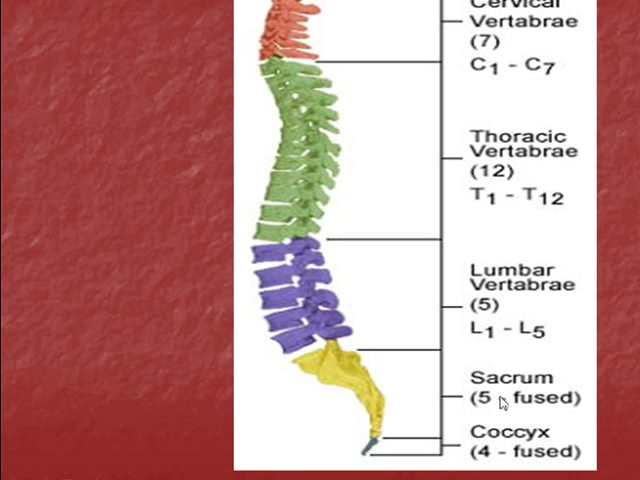 Cervical
Vertabrae
(7)
C1 - C7
Thoracic
Vertabrae
(12)
T1 - T12
Lumbar
Vertabrae
(5)
L1 - L5
Sacrum
(5 - fused)
Coccyx
(4 - fused)